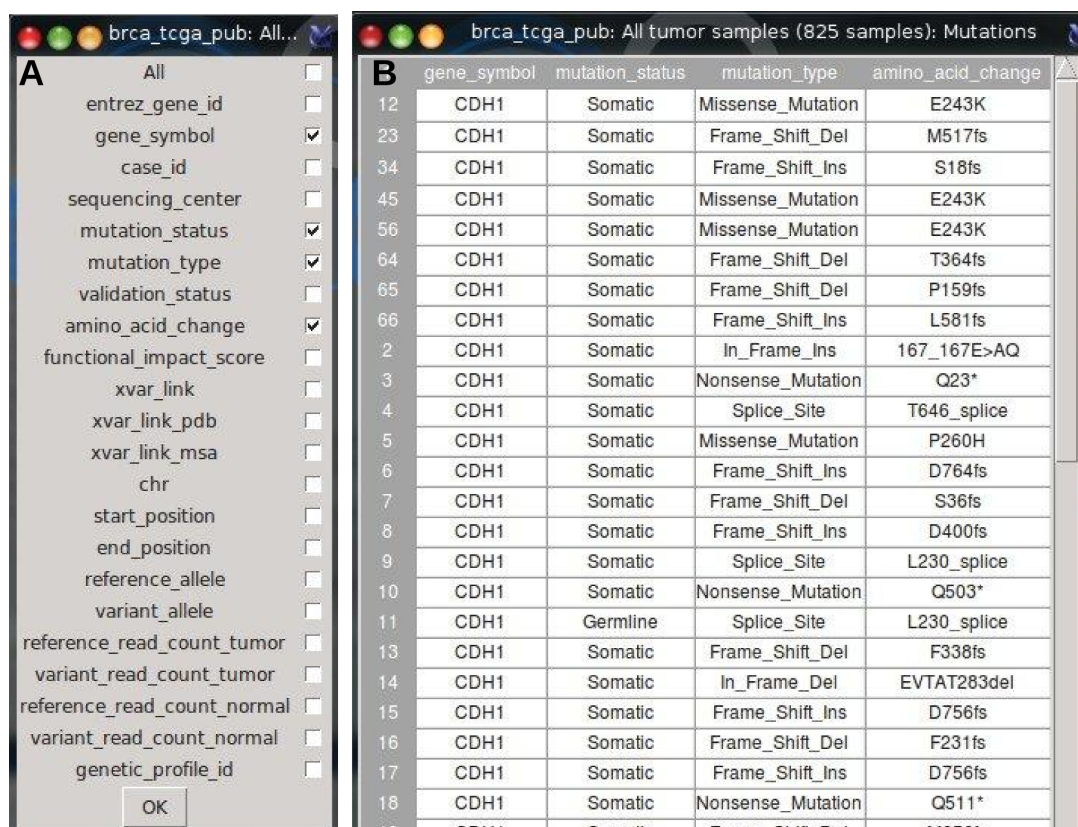 brca_tcga_pub: All...
A
All
entrez_gene_id
gene_symbol
case_id
sequencing_center
mutation_status
mutation_type
validation_status
amino_acid_change
functional_impact_score
xvar_link
xvar_link_pdb
xvar_link_msa
chr
start_position
end_position
reference_allele
variant_allele
reference_read_count_tumor
variant_read_count_tumor
reference_read_count_normal
variant_read_count_normal
genetic_profile_id
OK
brca_tcga_pub: All tumor samples (825 samples): Mutations
B gene_symbol mutation_status mutation_type amino_acid_change
12 CDH1 Somatic Missense_Mutation E243K
23 CDH1 Somatic Frame_Shift_Del M517fs
34 CDH1 Somatic Frame_Shift_Ins S18fs
45 CDH1 Somatic Missense_Mutation E243K
56 CDH1 Somatic Missense_Mutation E243K
64 CDH1 Somatic Frame_Shift_Del T364fs
65 CDH1 Somatic Frame_Shift_Del P159fs
66 CDH1 Somatic Frame_Shift_Ins L581fs
2 CDH1 Somatic In_Frame_Ins 167_167E>AQ
3 CDH1 Somatic Nonsense_Mutation Q23*
4 CDH1 Somatic Splice_Site T646_splice
5 CDH1 Somatic Missense_Mutation P260H
6 CDH1 Somatic Frame_Shift_Ins D764fs
7 CDH1 Somatic Frame_Shift_Del S36fs
8 CDH1 Somatic Frame_Shift_Ins D400fs
9 CDH1 Somatic Splice_Site L230_splice
10 CDH1 Somatic Nonsense_Mutation Q503*
11 CDH1 Germline Splice_Site L230_splice
13 CDH1 Somatic Frame_Shift_Del F338fs
14 CDH1 Somatic In_Frame_Del EVTAT283del
15 CDH1 Somatic Frame_Shift_Ins D756fs
16 CDH1 Somatic Frame_Shift_Del F231fs
17 CDH1 Somatic Frame_Shift_Ins D756fs
18 CDH1 Somatic Nonsense_Mutation Q511*